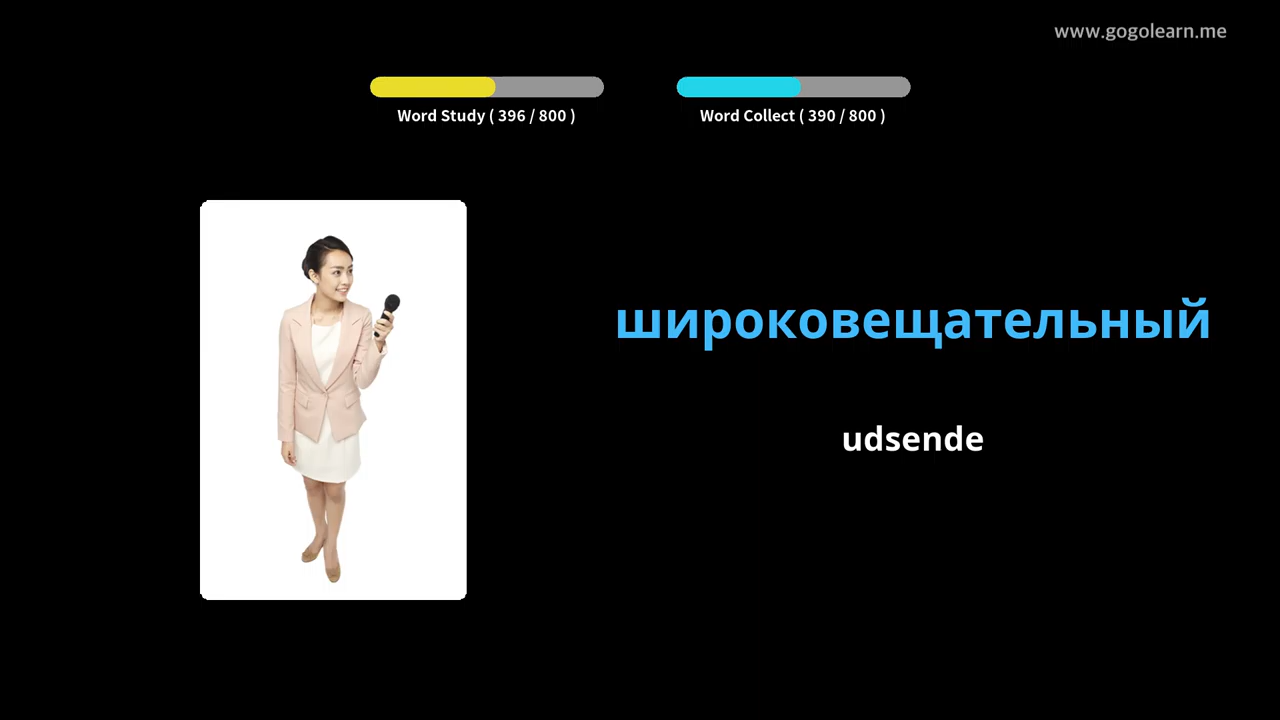 www.gogolearn.me
Word Study ( 396 / 800 )
Word Collect ( 390 / 800 )
широковещательный
udsende